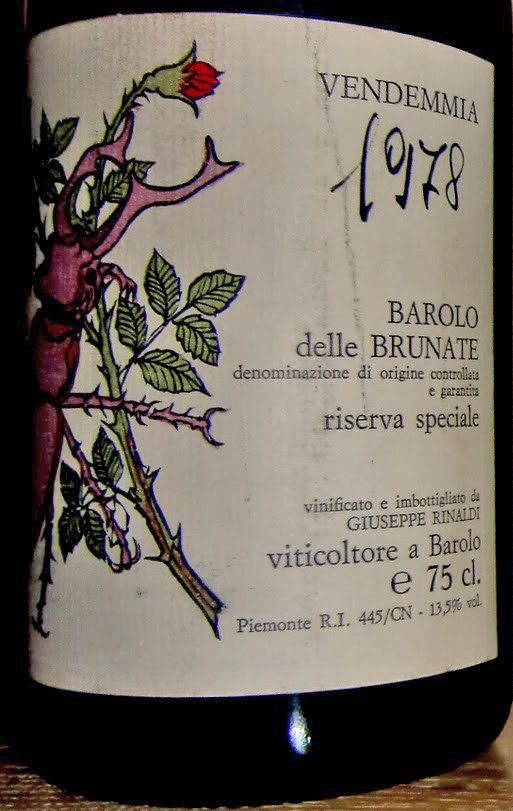 VENDEMMIA
1978
BAROLO
delle BRUNATE
denominazione di origine controllata
e garantita
riserva speciale
vinificato e imbottigliato da
GIUSEPPE RINALDI
viticoltore a Barolo
e 75 cl.
Piemonte R.I. 445/CN - 13,5% vol.